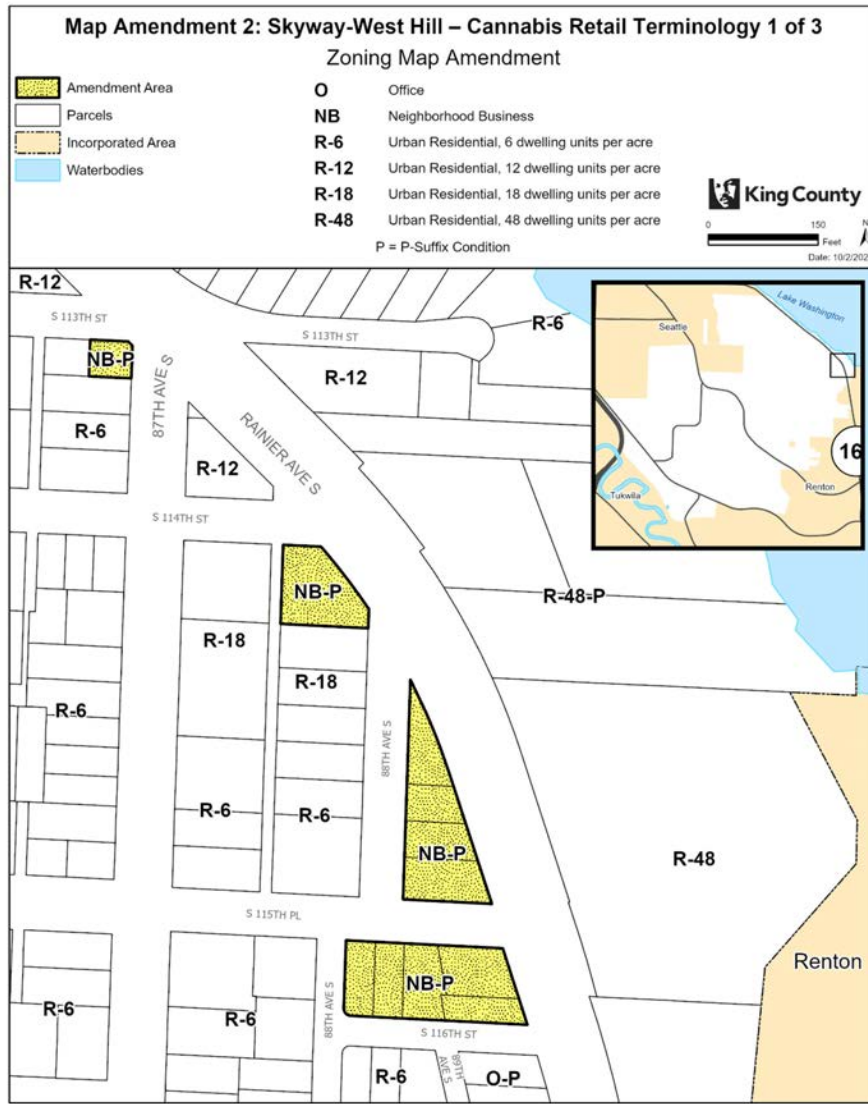 Map Amendment 2: Skyway-West Hill – Cannabis Retail Terminology 1 of 3
Zoning Map Amendment
Amendment Area
Parcels
Incorporated Area
Waterbodies
O Office
NB Neighborhood Business
R-6 Urban Residential, 6 dwelling units per acre
R-12 Urban Residential, 12 dwelling units per acre
R-18 Urban Residential, 18 dwelling units per acre
R-48 Urban Residential, 48 dwelling units per acre
P = P-Suffix Condition
King County
0 150
Feet
N
Date: 10/2/202
R-12
S 113TH ST
NB-P
87TH AVE S
R-6
S 113TH ST
R-6
R-12
RAINIER AVE S
R-12
Lake Washington
Seattle
16
Renton
Tukwila
S 114TH ST
NB-P
R-48-P
R-18
R-18
R-6
88TH AVE S
R-6
R-6
NB-P
R-48
S 115TH PL
Renton
NB-P
R-6
R-6
88TH AVE S
S 116TH ST
R-6
89TH AVE S
O-P